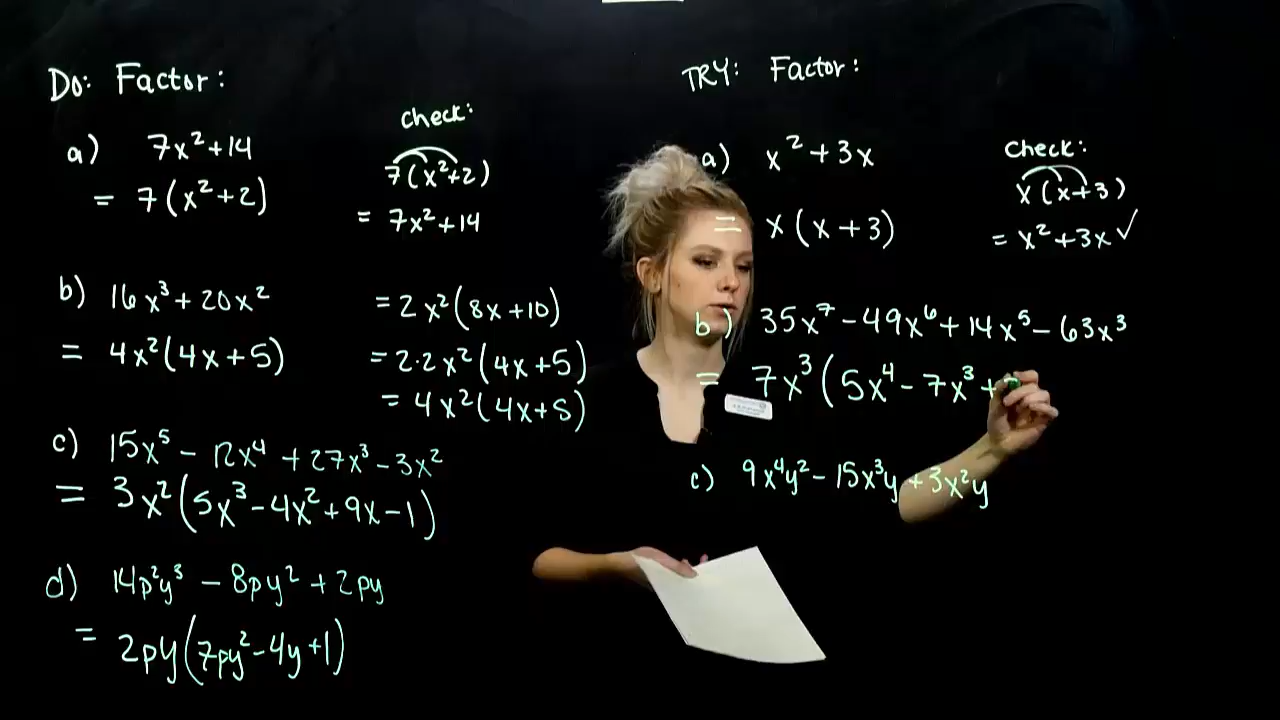 Do: Factor:
a) 7x²+14
= 7(x²+2)
check:
7(x²+2)
= 7x²+14
b) 16x³+20x²
= 4x²(4x+5)
=2x²(8x+10)
=2·2x²(4x+5)
= 4x²(4x+5)
c) 15x⁵ - 12x⁴ + 27x³ - 3x²
= 3x²(5x³-4x²+9x-1)
d) 14p²y³ - 8py² + 2py
= 2py(7py²-4y+1)
TRY: Factor:
a) x²+3x
= x(x+3)
check:
x(x+3)
= x²+3x✓
b) 35x⁷-49x⁶+14x⁵-63x³
= 7x³(5x⁴-7x³+
c) 9x⁴y²-15x³y+3x²y